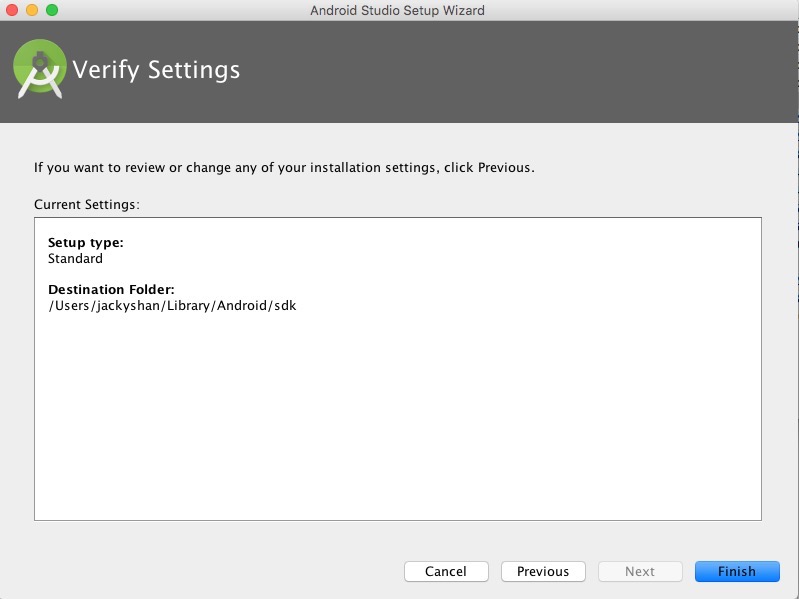 Android Studio Setup Wizard
Verify Settings
If you want to review or change any of your installation settings, click Previous.
Current Settings:
Setup type:
Standard
Destination Folder:
/Users/jackyshan/Library/Android/sdk
Cancel
Previous
Next
Finish